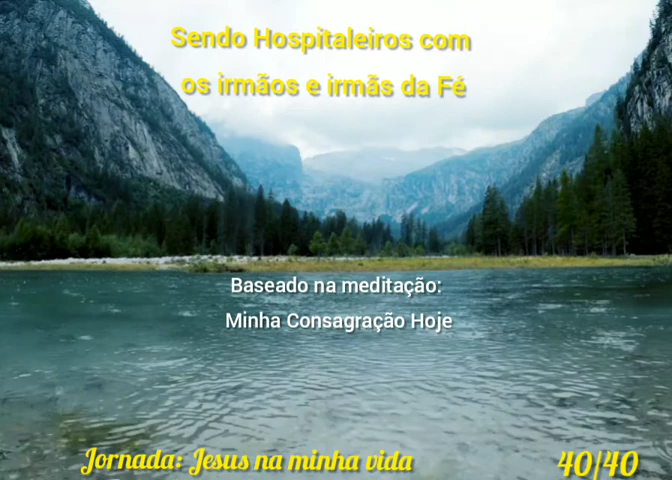 Sendo Hospitaleiros com
os irmãos e irmãs da Fé
Baseado na meditação:
Minha Consagração Hoje
Jornada: Jesus na minha vida
40/40